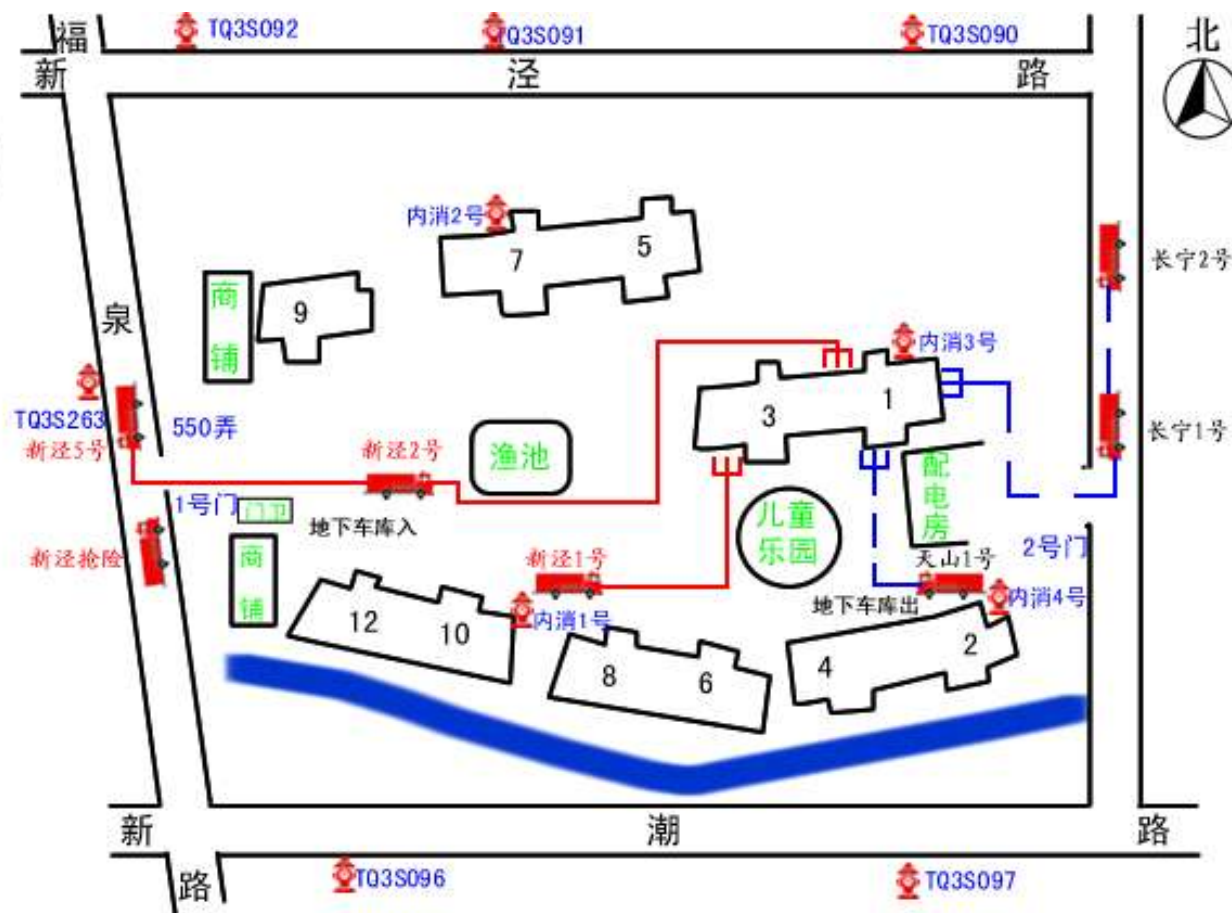 福
TQ3S092
TQ3S091
TQ3S090
北
新
泾
路
内消2号
7
5
长宁2号
商
铺
9
泉
内消3号
TQ3S263
550弄
新泾5号
新泾2号
渔池
3
1
长宁1号
配
电
房
1号门
门卫
地下车库入
儿童
乐园
2号门
新泾抢险
商
铺
新泾1号
天山1号
内消1号
地下车库出
内消4号
12
10
8
6
4
2
新
潮
路
路
TQ3S096
TQ3S097